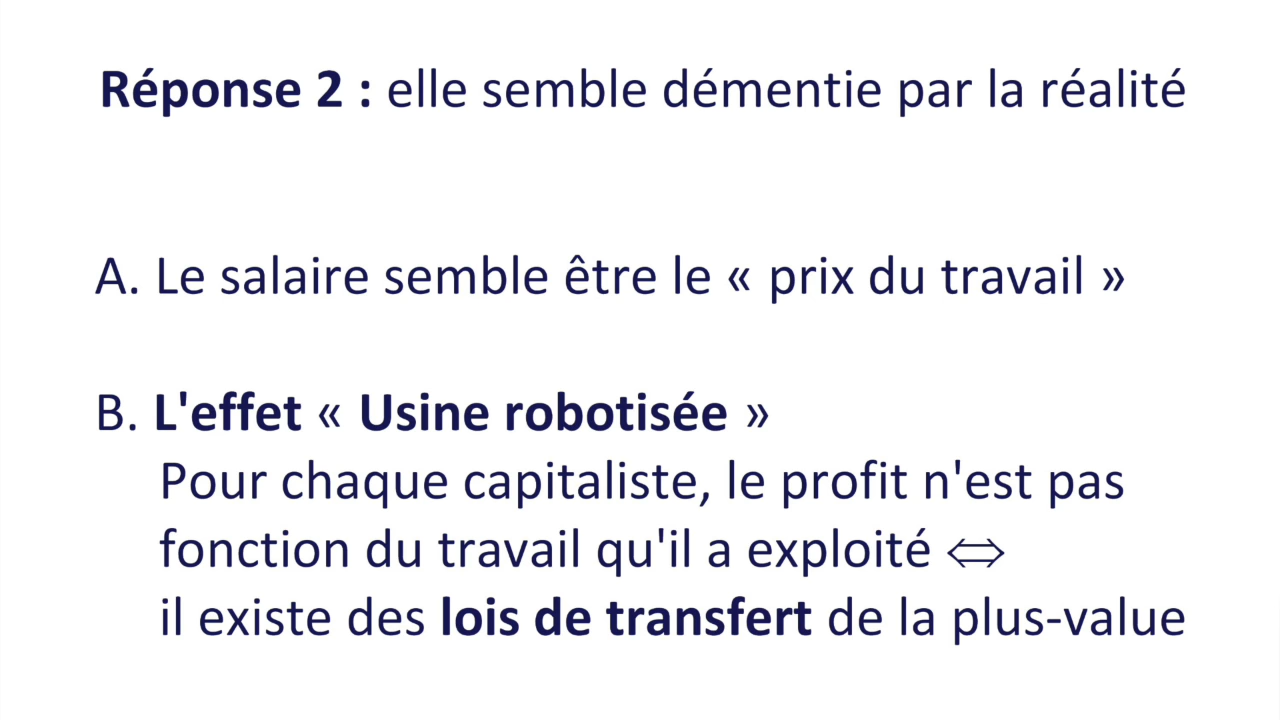 Réponse 2 : elle semble démentie par la réalité
A. Le salaire semble être le « prix du travail »
B. L'effet « Usine robotisée »
Pour chaque capitaliste, le profit n'est pas
fonction du travail qu'il a exploité ⇔
il existe des lois de transfert de la plus-value